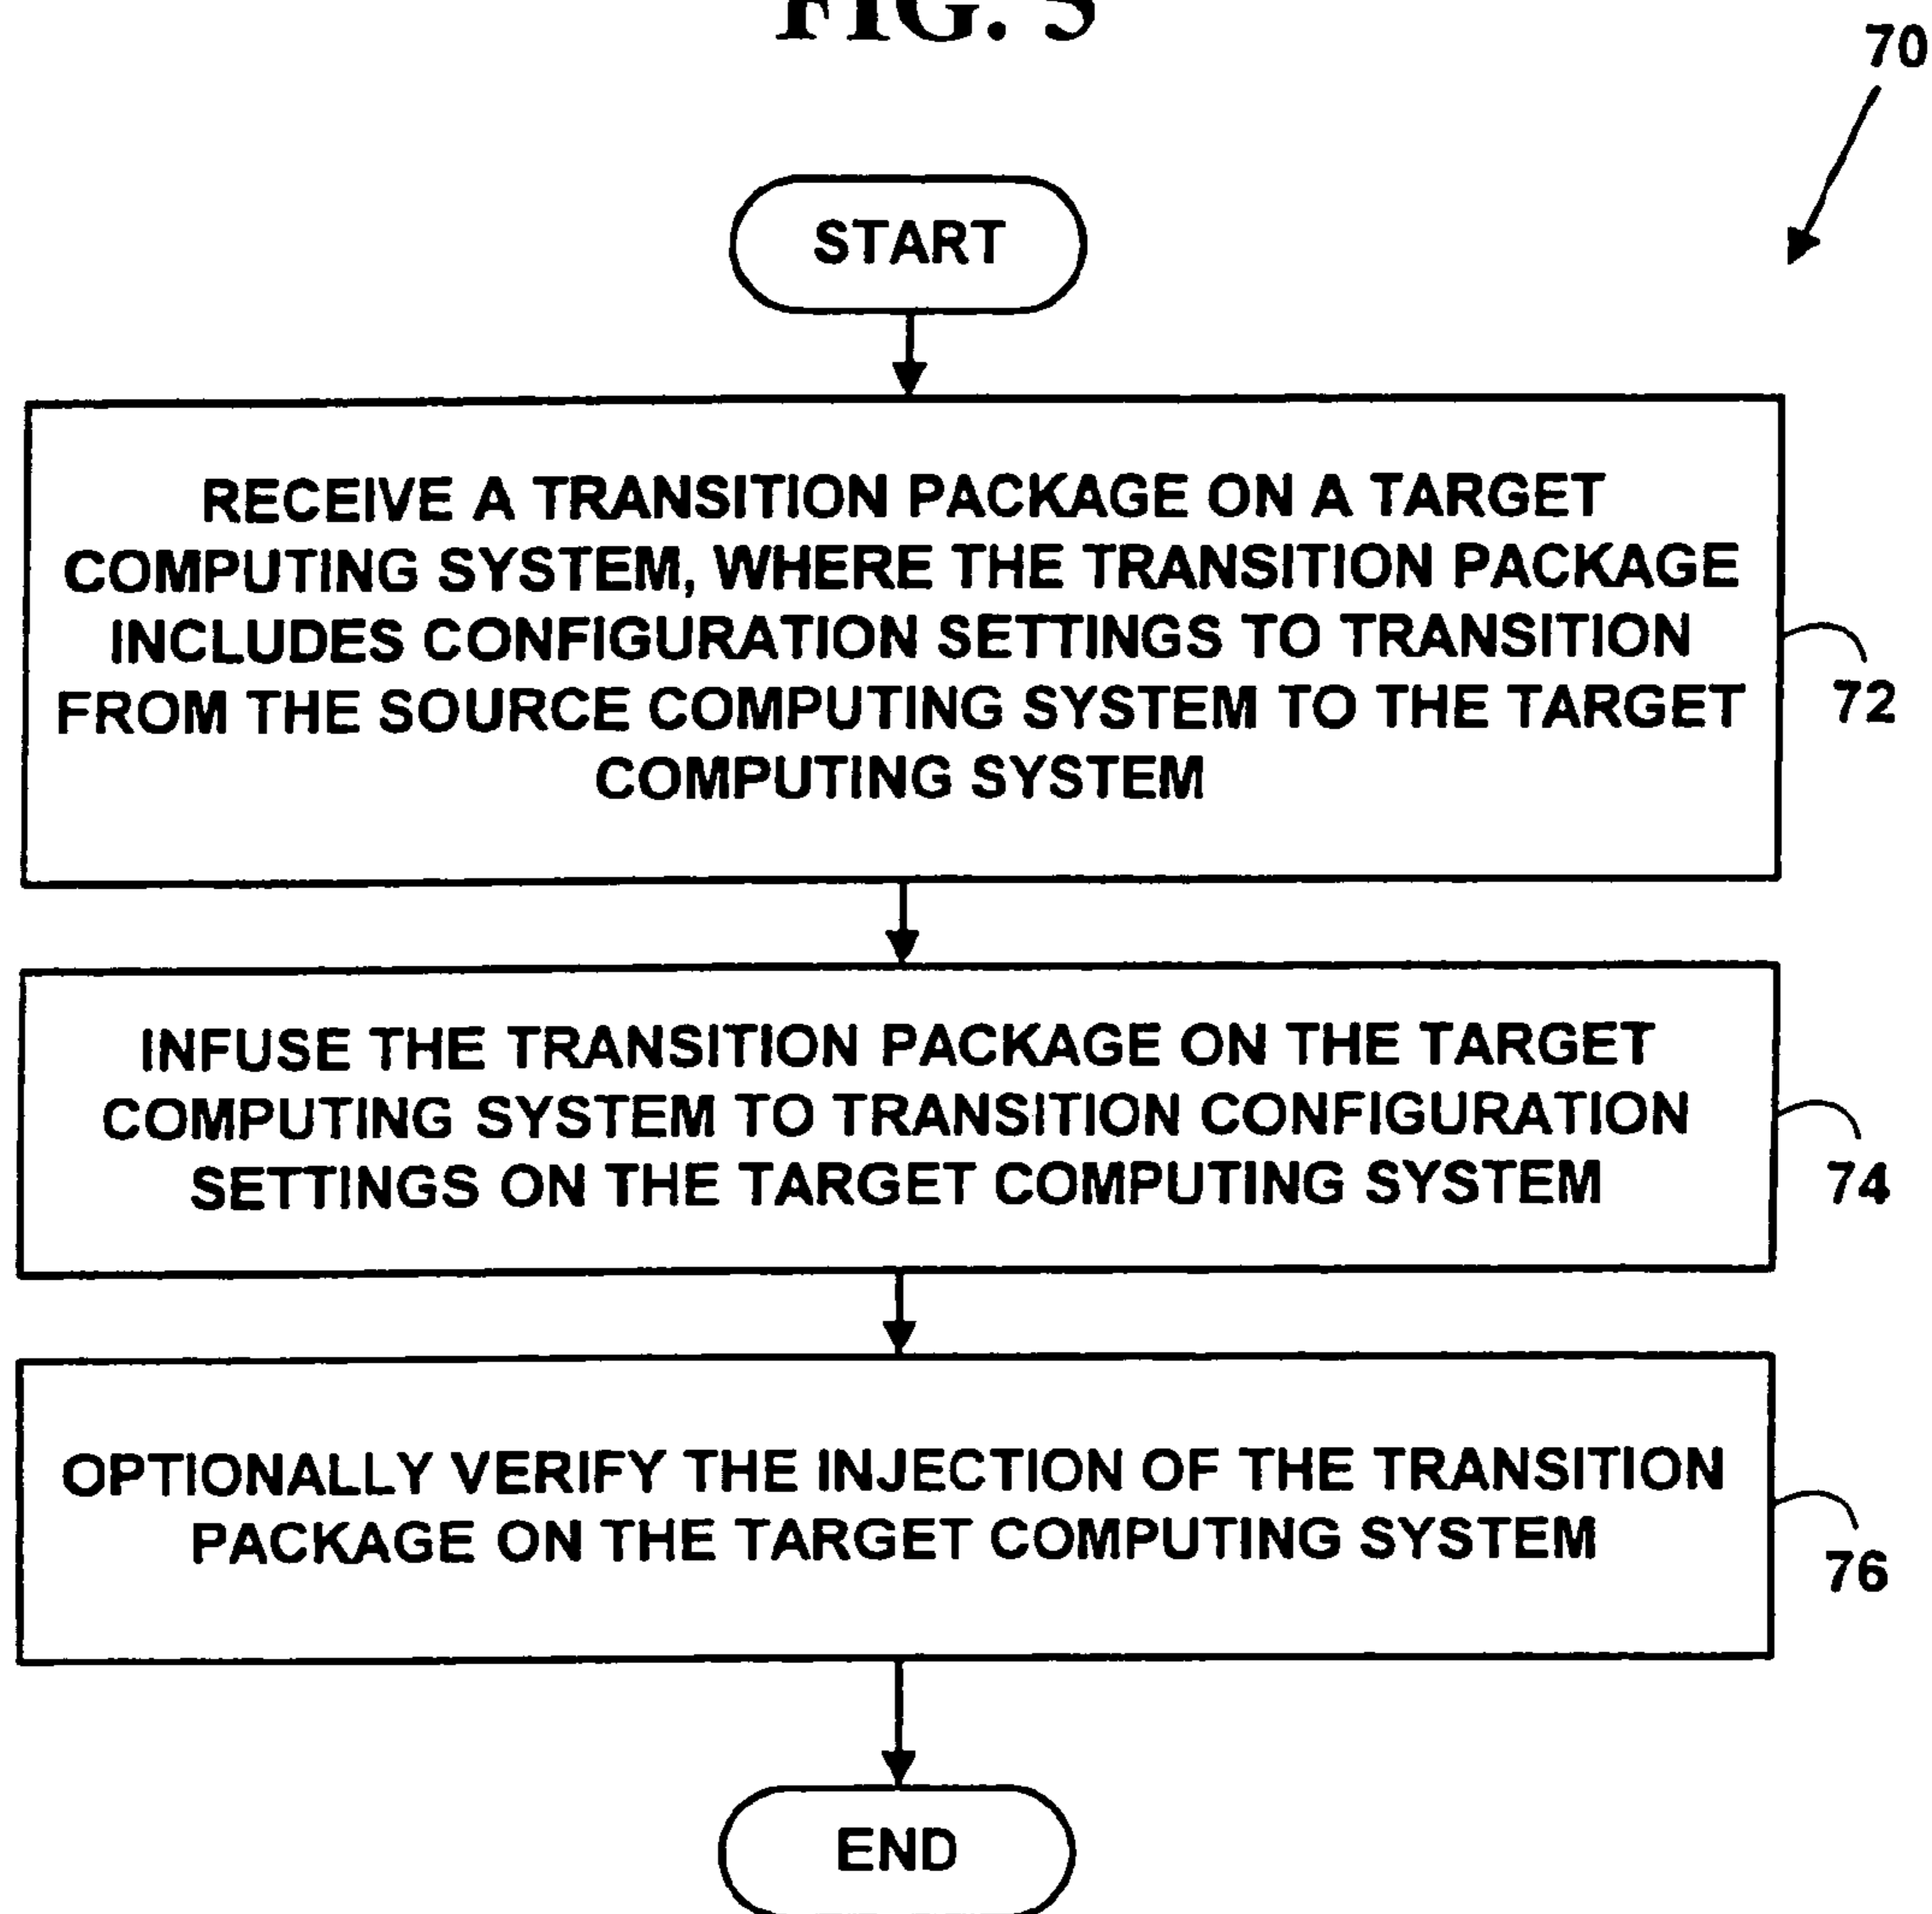 FIG. 5
70
START
RECEIVE A TRANSITION PACKAGE ON A TARGET
COMPUTING SYSTEM, WHERE THE TRANSITION PACKAGE
INCLUDES CONFIGURATION SETTINGS TO TRANSITION
FROM THE SOURCE COMPUTING SYSTEM TO THE TARGET
COMPUTING SYSTEM
72
INFUSE THE TRANSITION PACKAGE ON THE TARGET
COMPUTING SYSTEM TO TRANSITION CONFIGURATION
SETTINGS ON THE TARGET COMPUTING SYSTEM
74
OPTIONALLY VERIFY THE INJECTION OF THE TRANSITION
PACKAGE ON THE TARGET COMPUTING SYSTEM
76
END